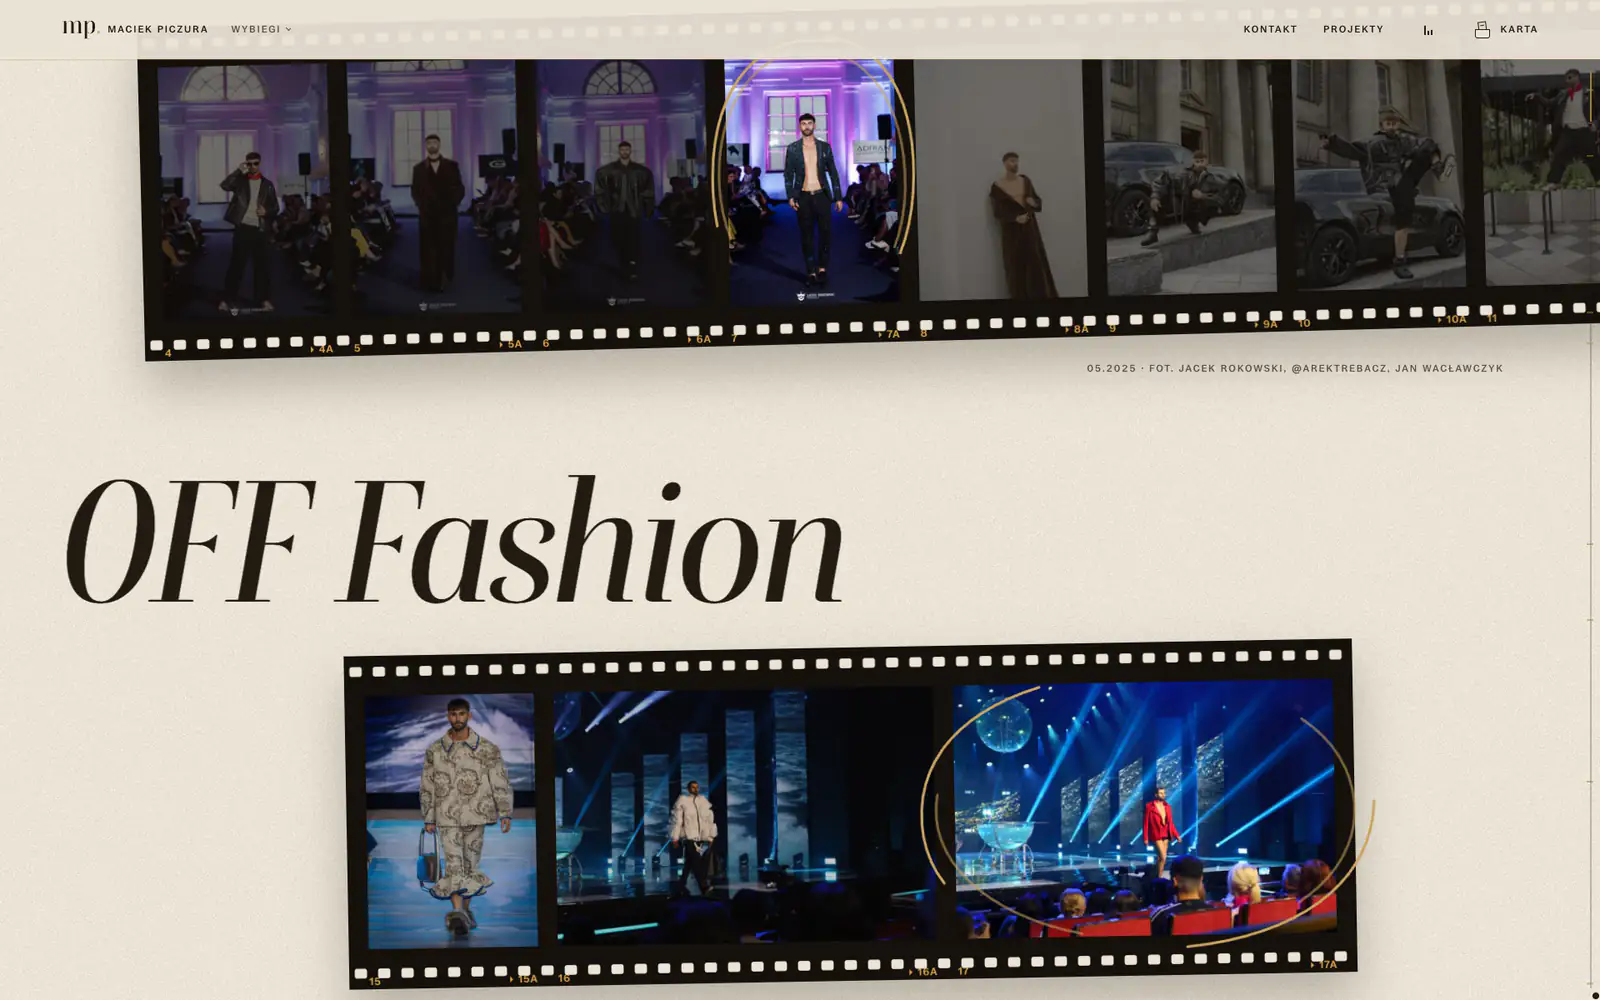 mp. MACIEK PICZURA WYBIEGI
KONTAKT PROJEKTY KARTA
4 4A 5 5A 6 6A 7 7A 8 8A 9 9A 10 10A 11
05.2025 · FOT. JACEK ROKOWSKI, @AREKTREBACZ, JAN WACŁAWCZYK
OFF Fashion
15 15A 16 16A 17 17A